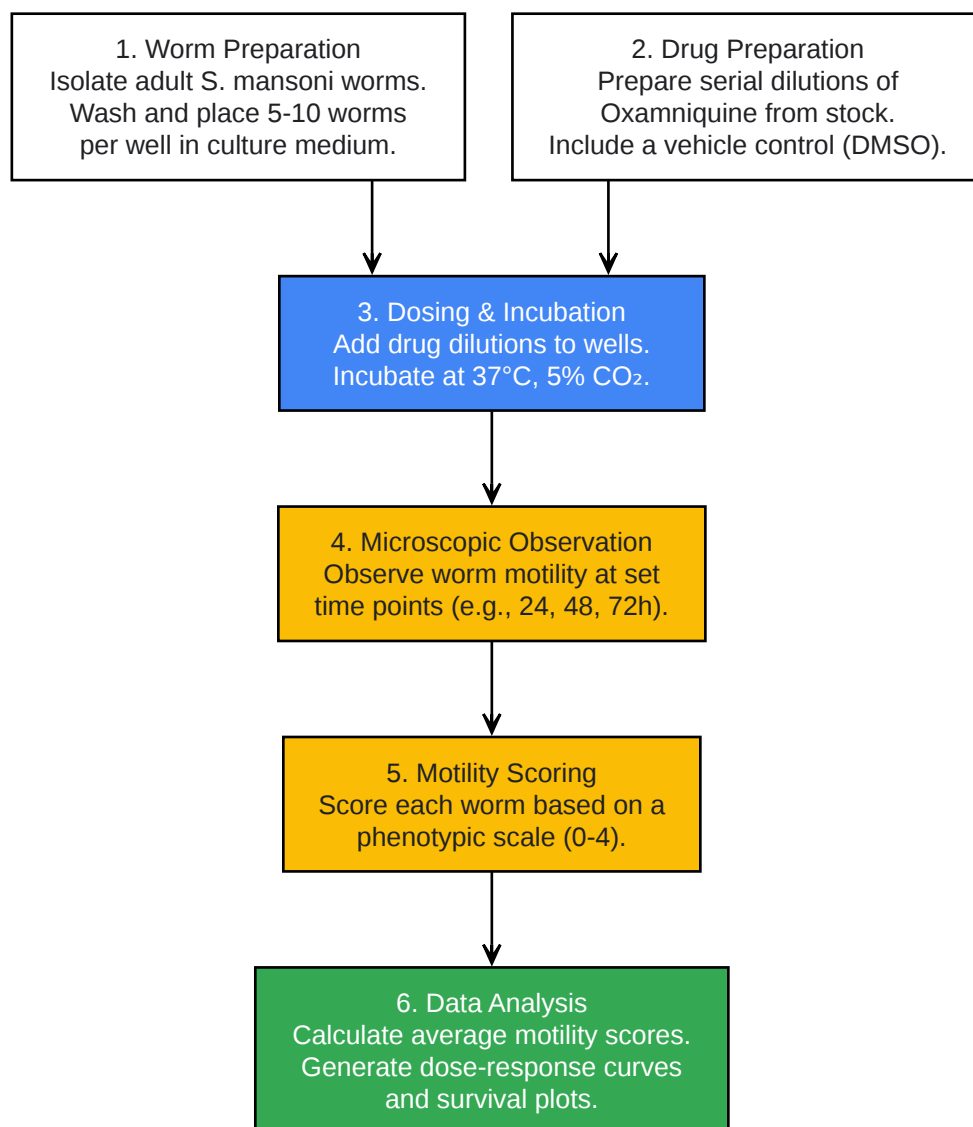 1. Worm Preparation
Isolate adult S. mansoni worms.
Wash and place 5-10 worms
per well in culture medium.
2. Drug Preparation
Prepare serial dilutions of
Oxamniquine from stock.
Include a vehicle control (DMSO).
3. Dosing & Incubation
Add drug dilutions to wells.
Incubate at 37°C, 5% CO₂.
4. Microscopic Observation
Observe worm motility at set
time points (e.g., 24, 48, 72h).
5. Motility Scoring
Score each worm based on a
phenotypic scale (0-4).
6. Data Analysis
Calculate average motility scores.
Generate dose-response curves
and survival plots.